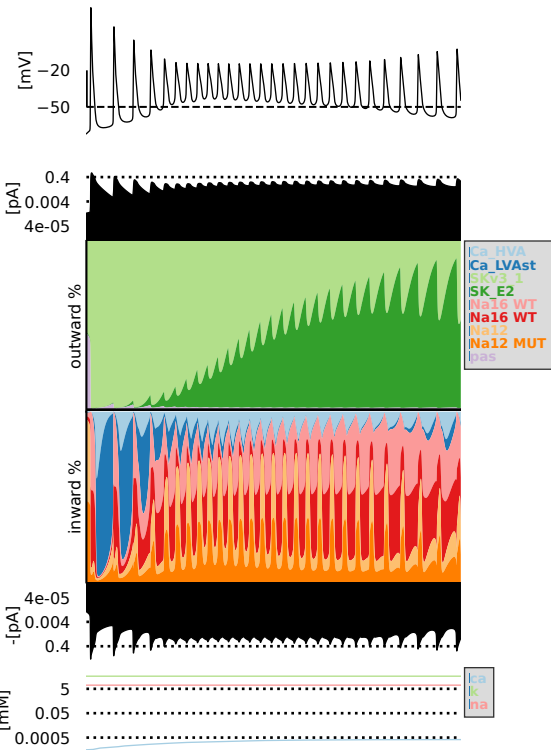 [mV]
−20
−50
[pA]
0.4
0.004
4e-05
outward %
Ca_HVA
Ca_LVAst
SKv3_1
SK_E2
Na16 WT
Na16 WT
Na12
Na12 MUT
pas
inward %
-[pA]
4e-05
0.004
0.4
[mM]
5
0.05
0.0005
ca
k
na